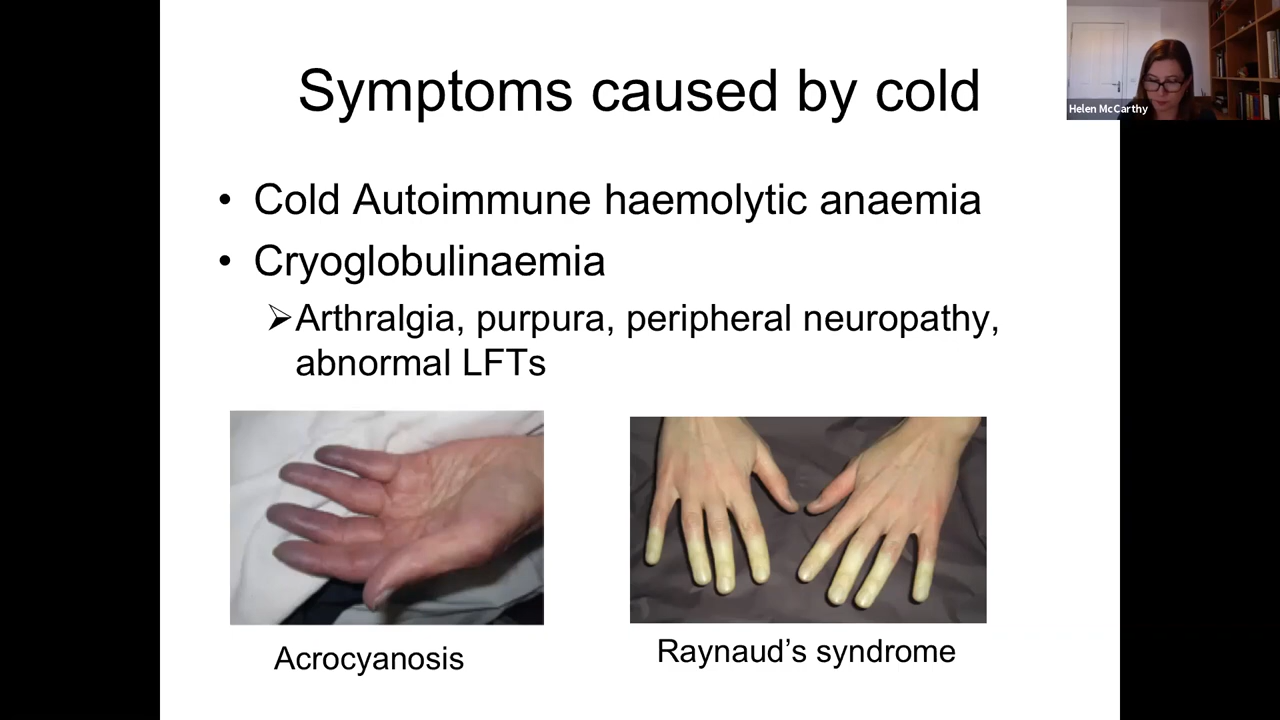 Symptoms caused by cold
Helen McCarthy
• Cold Autoimmune haemolytic anaemia
• Cryoglobulinaemia
➢Arthralgia, purpura, peripheral neuropathy,
abnormal LFTs
Acrocyanosis
Raynaud’s syndrome